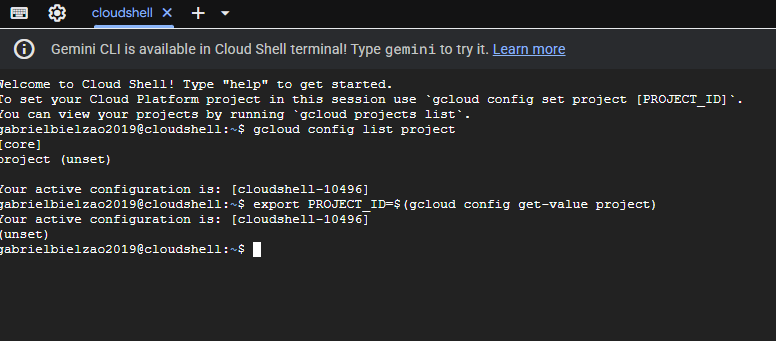 cloudshell
Gemini CLI is available in Cloud Shell terminal! Type gemini to try it. Learn more
Welcome to Cloud Shell! Type "help" to get started.
To set your Cloud Platform project in this session use `gcloud config set project [PROJECT_ID]`.
You can view your projects by running `gcloud projects list`.
gabrielbielzao2019@cloudshell:~$ gcloud config list project
[core]
project (unset)
Your active configuration is: [cloudshell-10496]
gabrielbielzao2019@cloudshell:~$ export PROJECT_ID=$(gcloud config get-value project)
Your active configuration is: [cloudshell-10496]
(unset)
gabrielbielzao2019@cloudshell:~$